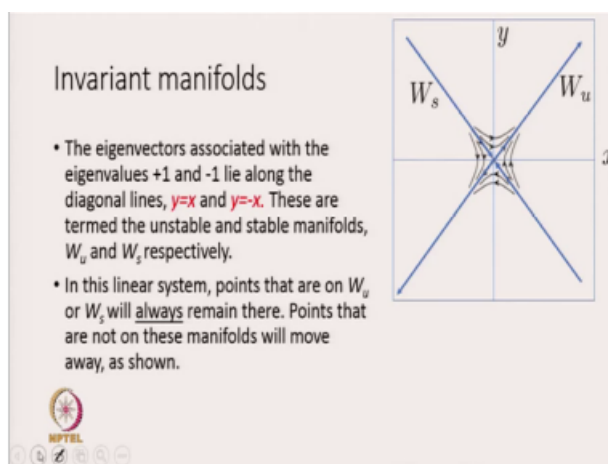 Invariant manifolds
• The eigenvectors associated with the
eigenvalues +1 and -1 lie along the
diagonal lines, y=x and y=-x. These are
termed the unstable and stable manifolds,
Wu and Ws respectively.
• In this linear system, points that are on Wu
or Ws will always remain there. Points that
are not on these manifolds will move
away, as shown.
y
Ws
Wu
x
NPTEL